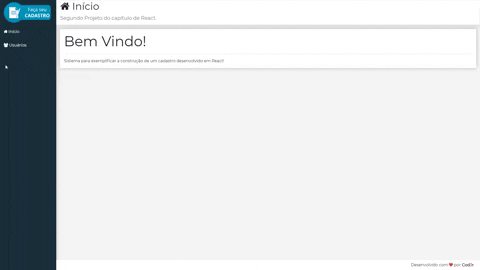 Faça seu
CADASTRO
Início
Usuários
Início
Segundo Projeto do capítulo de React.
Bem Vindo!
Sistema para exemplificar a construção de um cadastro desenvolvido em React!
Desenvolvido com por Cod3r